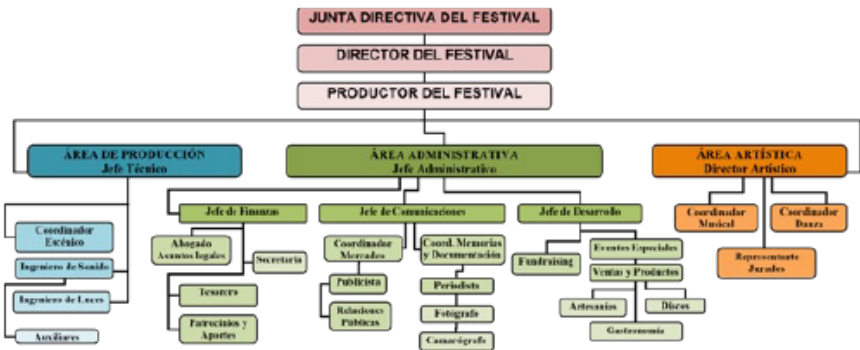 JUNTA DIRECTIVA DEL FESTIVAL
DIRECTOR DEL FESTIVAL
PRODUCTOR DEL FESTIVAL
ÁREA DE PRODUCCIÓN
Jefe Técnico
ÁREA ADMINISTRATIVA
Jefe Administrativo
ÁREA ARTÍSTICA
Director Artístico
Jefe de Finanzas
Jefe de Comunicaciones
Jefe de Desarrollo
Coordinador
Musical
Coordinador
Danza
Coordinador
Escénico
Abogado
Asuntos legales
Secretaria
Coordinador
Mercadeo
Coord. Memorias
y Documentación
Fundraising
Eventos Especiales
Representante
Jurados
Ingeniero de Sonido
Ventas y Productos
Publicista
Periodista
Ingeniero de Luces
Tesorero
Artesanías
Discos
Relaciones
Públicas
Fotógrafo
Auxiliares
Patrocinios y
Aportes
Gastronomía
Camarógrafo